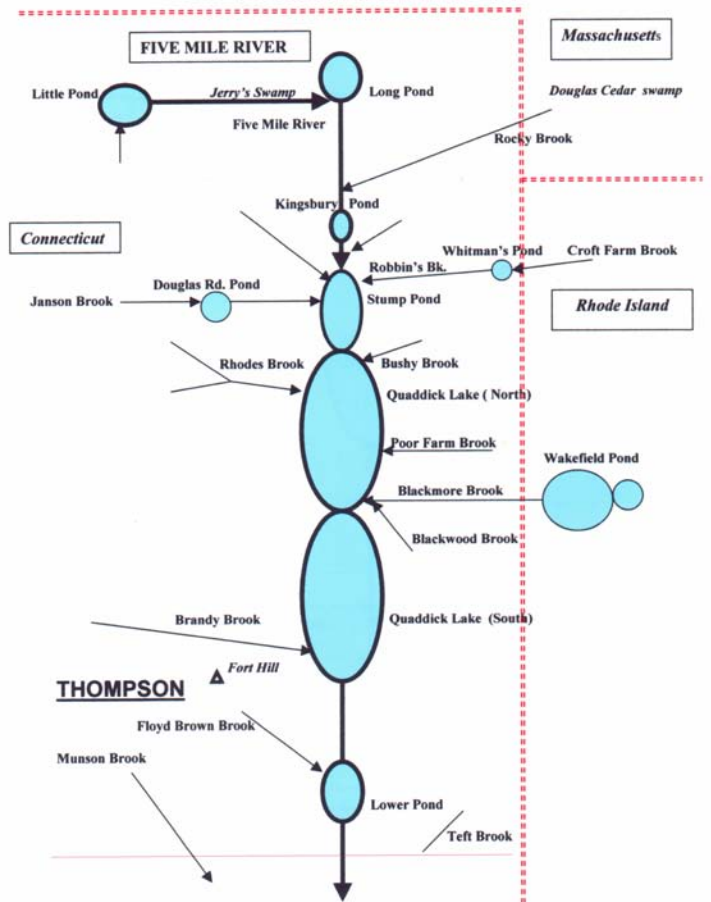 FIVE MILE RIVER
Massachusetts
Little Pond
Jerry's Swamp
Long Pond
Douglas Cedar swamp
Five Mile River
Rocky Brook
Kingsbury Pond
Connecticut
Whitman's Pond
Croft Farm Brook
Robbin's Bk.
Douglas Rd. Pond
Janson Brook
Stump Pond
Rhode Island
Rhodes Brook
Bushy Brook
Quaddick Lake ( North)
Poor Farm Brook
Wakefield Pond
Blackmore Brook
Blackwood Brook
Brandy Brook
Quaddick Lake (South)
Fort Hill
THOMPSON
Floyd Brown Brook
Munson Brook
Lower Pond
Teft Brook